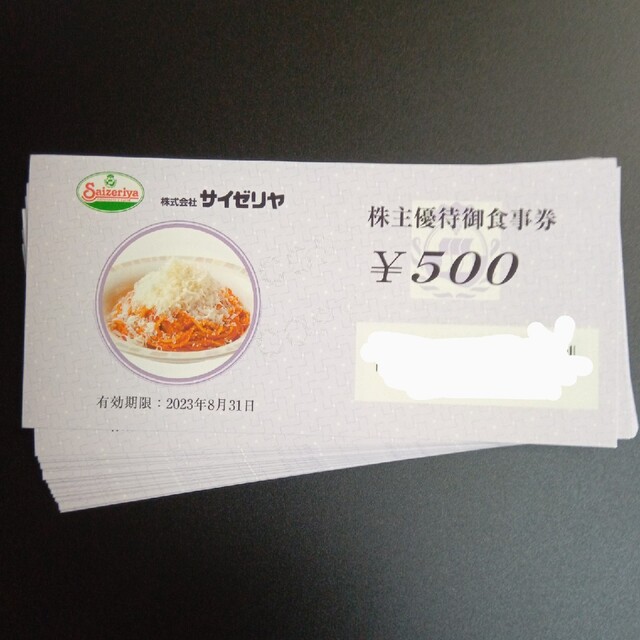 Saizeriya
株式会社 サイゼリヤ
株主優待御食事券
¥500
有効期限：2023年8月31日